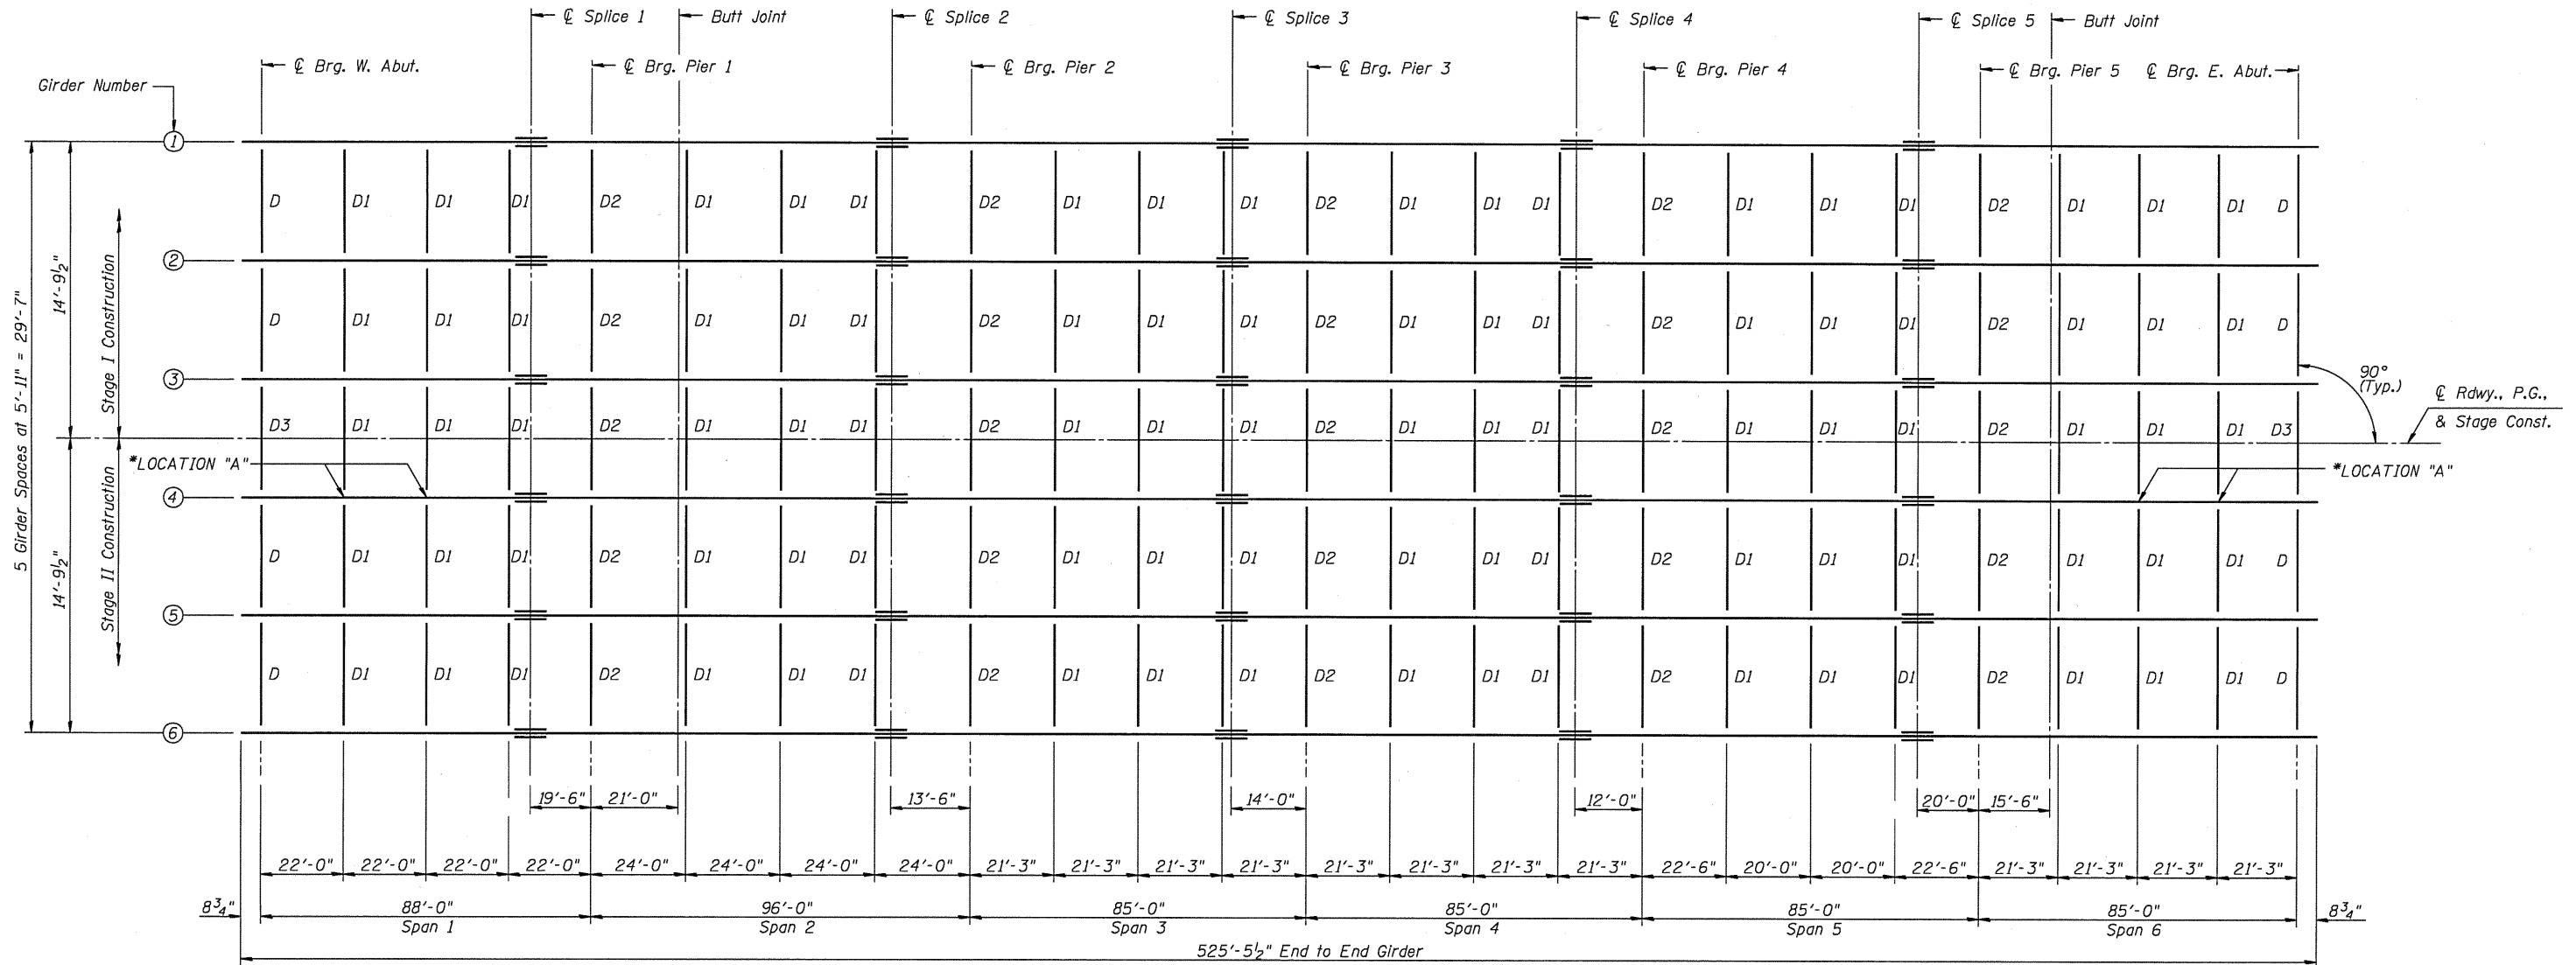 ℄ Splice 1
Butt Joint
℄ Splice 2
℄ Splice 3
℄ Splice 4
℄ Splice 5
Butt Joint
℄ Brg. W. Abut.
℄ Brg. Pier 1
℄ Brg. Pier 2
℄ Brg. Pier 3
℄ Brg. Pier 4
℄ Brg. Pier 5
℄ Brg. E. Abut.
Girder Number
1
D D1 D1 D1 D2 D1 D1 D1 D2 D1 D1 D1 D2 D1 D1 D1 D2 D1 D1 D1 D2 D1 D1 D1 D
2
D D1 D1 D1 D2 D1 D1 D1 D2 D1 D1 D1 D2 D1 D1 D1 D2 D1 D1 D1 D2 D1 D1 D1 D
3
D3 D1 D1 D1 D2 D1 D1 D1 D2 D1 D1 D1 D2 D1 D1 D1 D2 D1 D1 D1 D2 D1 D1 D1 D3
4
D D1 D1 D1 D2 D1 D1 D1 D2 D1 D1 D1 D2 D1 D1 D1 D2 D1 D1 D1 D2 D1 D1 D1 D
5
D D1 D1 D1 D2 D1 D1 D1 D2 D1 D1 D1 D2 D1 D1 D1 D2 D1 D1 D1 D2 D1 D1 D1 D
6
5 Girder Spaces at 5'-11" = 29'-7"
14'-9½"
14'-9½"
Stage I Construction
Stage II Construction
*LOCATION "A"
*LOCATION "A"
90°
(Typ.)
℄ Rdwy., P.G.,
& Stage Const.
19'-6" 21'-0" 13'-6" 14'-0" 12'-0" 20'-0" 15'-6"
22'-0" 22'-0" 22'-0" 22'-0" 24'-0" 24'-0" 24'-0" 24'-0" 21'-3" 21'-3" 21'-3" 21'-3" 21'-3" 21'-3" 21'-3" 21'-3" 22'-6" 20'-0" 20'-0" 22'-6" 21'-3" 21'-3" 21'-3" 21'-3"
8¾" 88'-0" 96'-0" 85'-0" 85'-0" 85'-0" 85'-0" 8¾"
Span 1 Span 2 Span 3 Span 4 Span 5 Span 6
525'-5½" End to End Girder